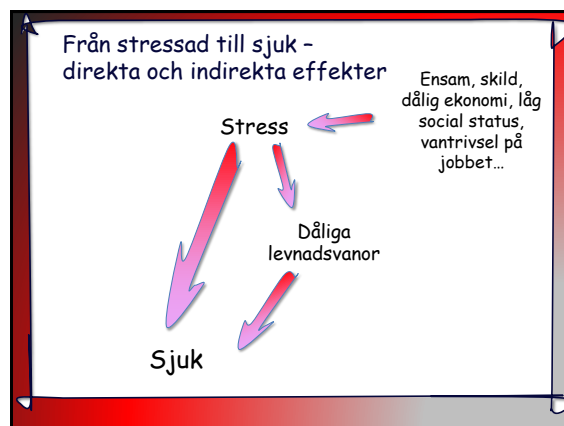 Från stressad till sjuk –
direkta och indirekta effekter
Ensam, skild,
dålig ekonomi, låg
social status,
vantrivsel på
jobbet…
Stress
Dåliga
levnadsvanor
Sjuk